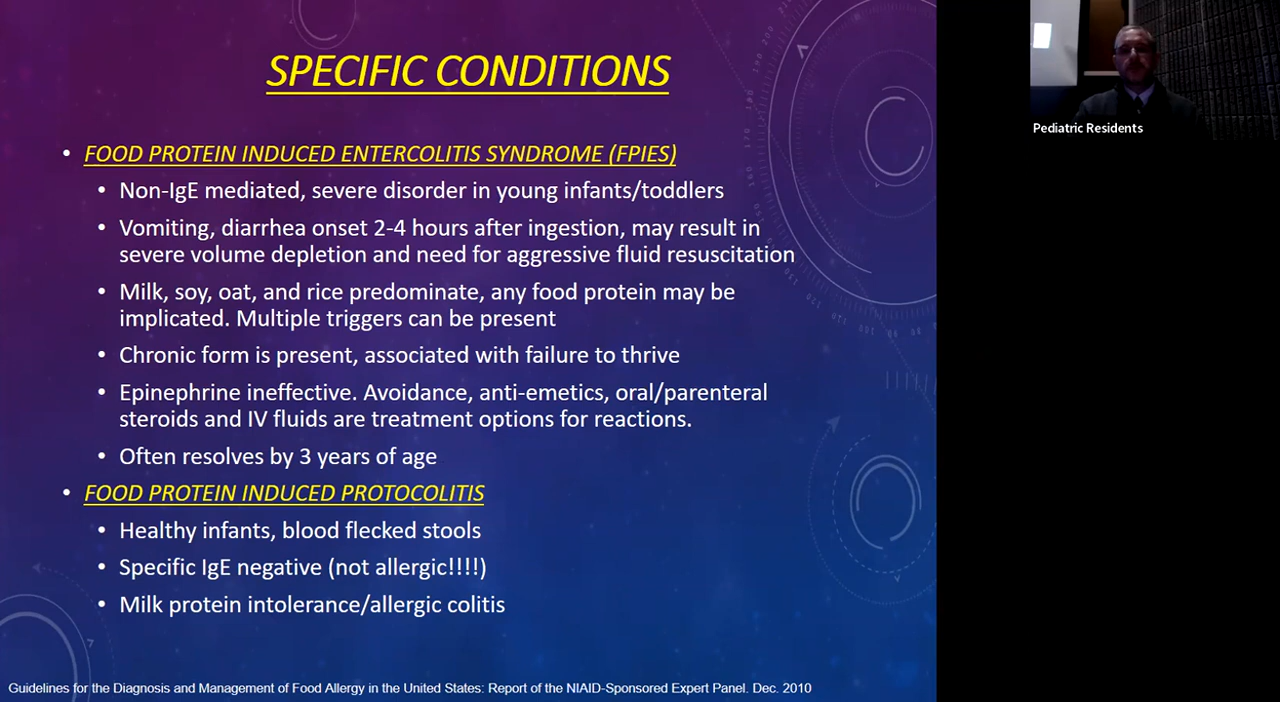 SPECIFIC CONDITIONS
• FOOD PROTEIN INDUCED ENTERCOLITIS SYNDROME (FPIES)
• Non-IgE mediated, severe disorder in young infants/toddlers
• Vomiting, diarrhea onset 2-4 hours after ingestion, may result in
severe volume depletion and need for aggressive fluid resuscitation
• Milk, soy, oat, and rice predominate, any food protein may be
implicated. Multiple triggers can be present
• Chronic form is present, associated with failure to thrive
• Epinephrine ineffective. Avoidance, anti-emetics, oral/parenteral
steroids and IV fluids are treatment options for reactions.
• Often resolves by 3 years of age
• FOOD PROTEIN INDUCED PROTOCOLITIS
• Healthy infants, blood flecked stools
• Specific IgE negative (not allergic!!!!)
• Milk protein intolerance/allergic colitis
Guidelines for the Diagnosis and Management of Food Allergy in the United States: Report of the NIAID-Sponsored Expert Panel. Dec. 2010
Pediatric Residents